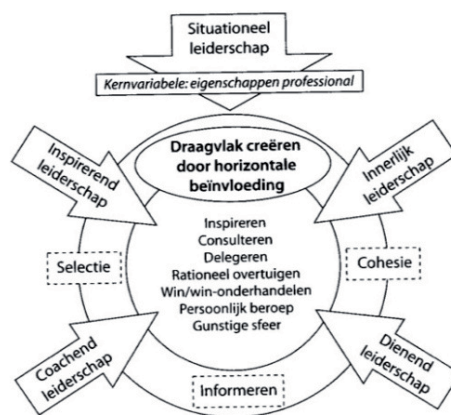 Situationeel
leiderschap
Kernvariabele: eigenschappen professional
Inspirerend
leiderschap
Draagvlak creëren
door horizontale
beïnvloeding
Innerlijk
leiderschap
Inspireren
Consulteren
Delegeren
Rationeel overtuigen
Win/win-onderhandelen
Persoonlijk beroep
Gunstige sfeer
Selectie
Cohesie
Coachend
leiderschap
Informeren
Dienend
leiderschap